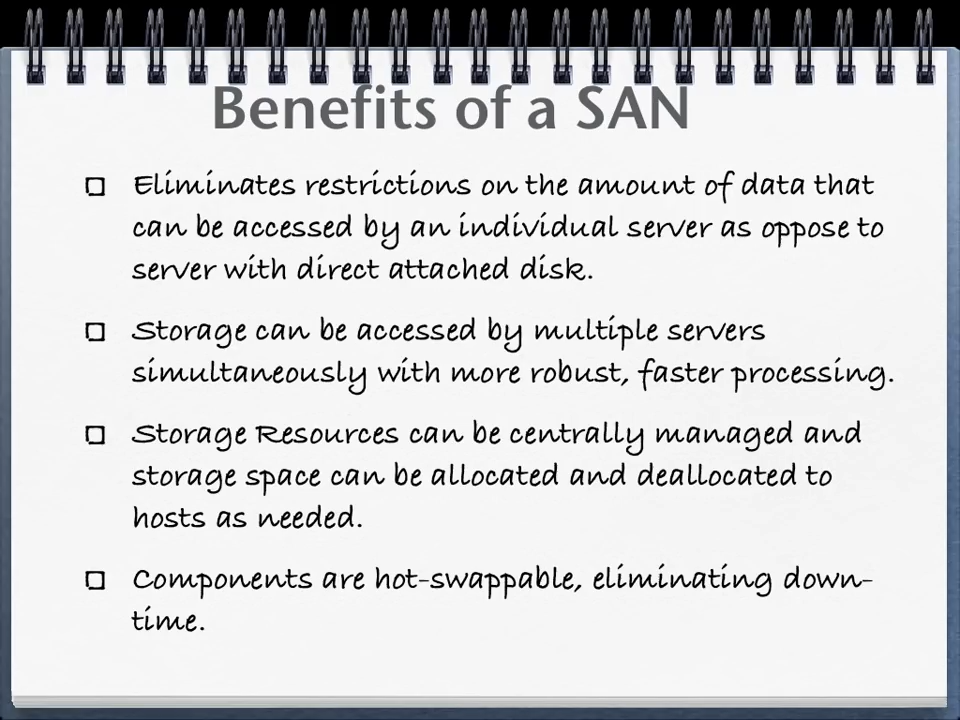 Benefits of a SAN
Eliminates restrictions on the amount of data that
can be accessed by an individual server as oppose to
server with direct attached disk.
Storage can be accessed by multiple servers
simultaneously with more robust, faster processing.
Storage Resources can be centrally managed and
storage space can be allocated and deallocated to
hosts as needed.
Components are hot-swappable, eliminating down-
time.